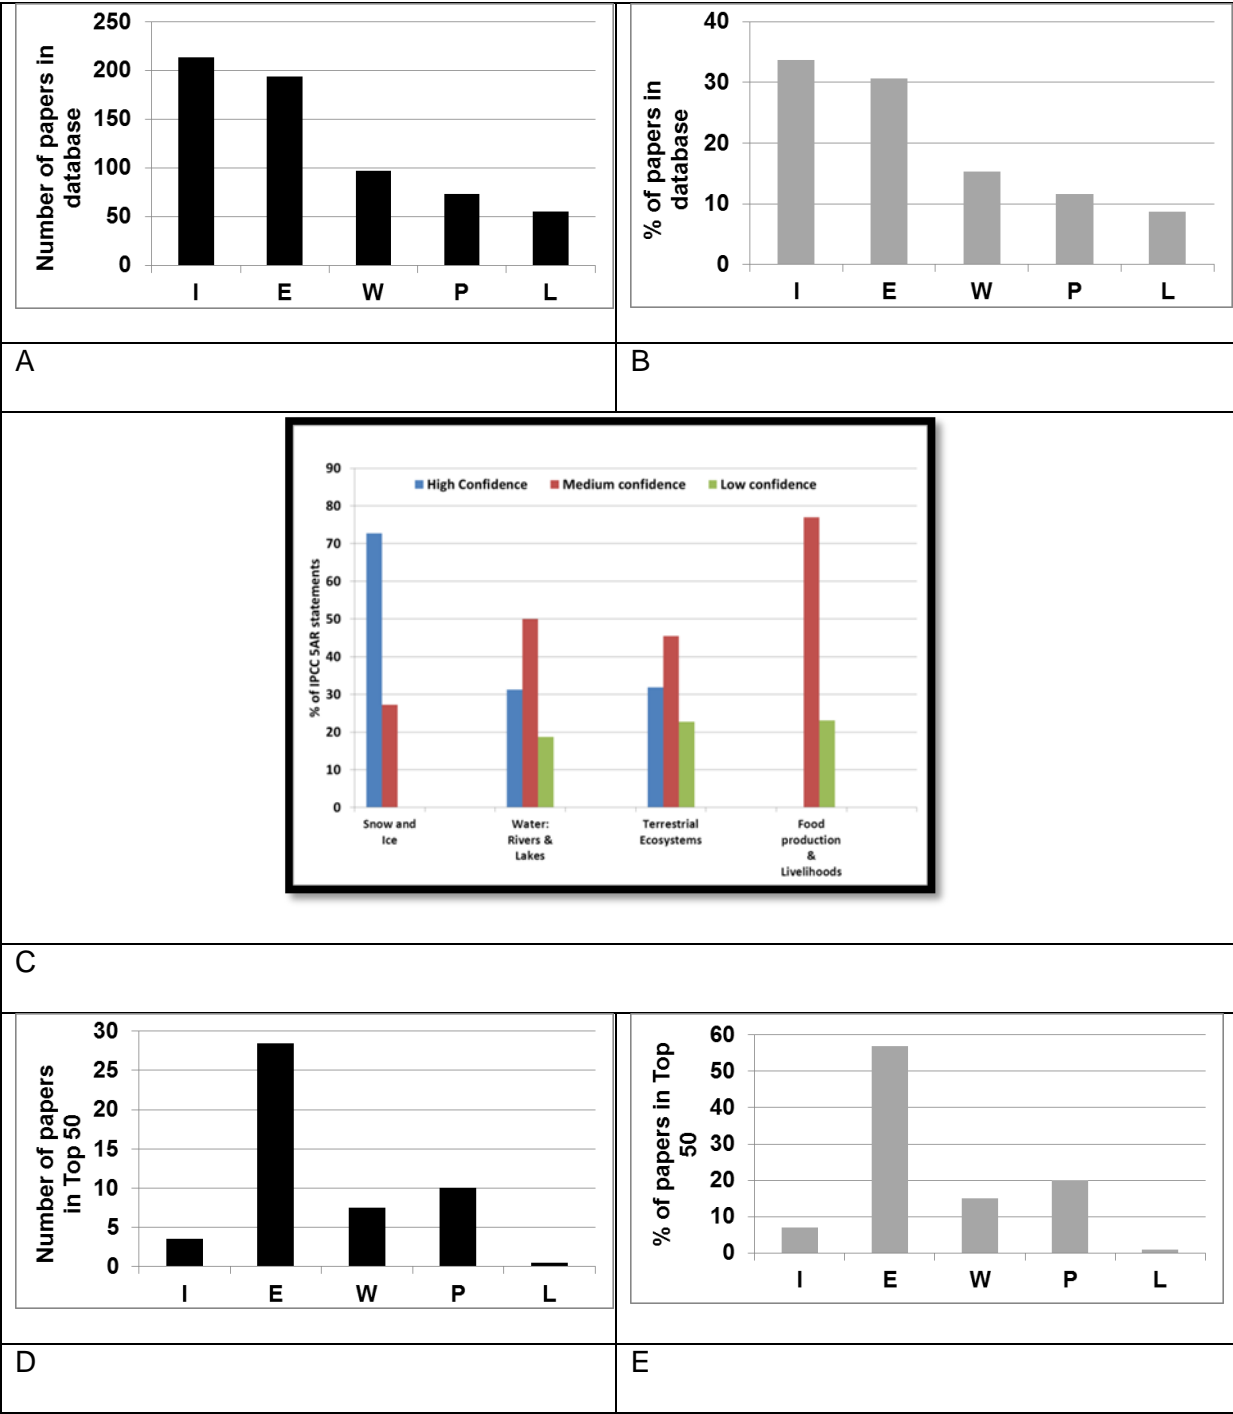 Number of papers in
database
250
200
150
100
50
0
I E W P L
% of papers in
database
40
30
20
10
0
I E W P L
A
B
% of IPCC 5AR statements
90
80
70
60
50
40
30
20
10
0
High Confidence Medium confidence Low confidence
Snow and
Ice
Water:
Rivers &
Lakes
Terrestrial
Ecosystems
Food
production
&
Livelihoods
C
Number of papers
in Top 50
30
25
20
15
10
5
0
I E W P L
% of papers in Top
50
60
50
40
30
20
10
0
I E W P L
D
E